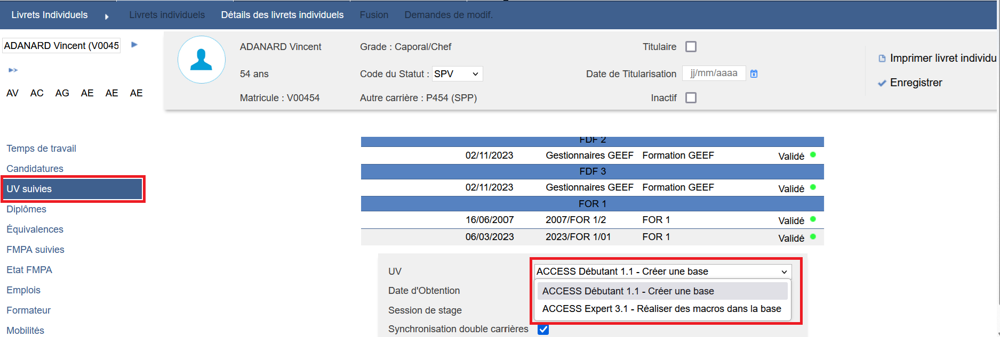 Livrets Individuels Livrets individuels Détails des livrets individuels Fusion Demandes de modif.
ADANARD Vincent (V0045
AV AC AG AE AE AE
ADANARD Vincent Grade : Caporal/Chef Titulaire
54 ans Code du Statut : SPV Date de Titularisation jj/mm/aaaa
Matricule : V00454 Autre carrière : P454 (SPP) Inactif
Imprimer livret individu
Enregistrer
Temps de travail
Candidatures
UV suivies
Diplômes
Équivalences
FMPA suivies
Etat FMPA
Emplois
Formateur
Mobilités
FDF 2
02/11/2023 Gestionnaires GEEF Formation GEEF Validé
FDF 3
02/11/2023 Gestionnaires GEEF Formation GEEF Validé
FOR 1
16/06/2007 2007/FOR 1/2 FOR 1 Validé
06/03/2023 2023/FOR 1/01 FOR 1 Validé
UV ACCESS Débutant 1.1 - Créer une base
Date d'Obtention ACCESS Débutant 1.1 - Créer une base
Session de stage ACCESS Expert 3.1 - Réaliser des macros dans la base
Synchronisation double carrières